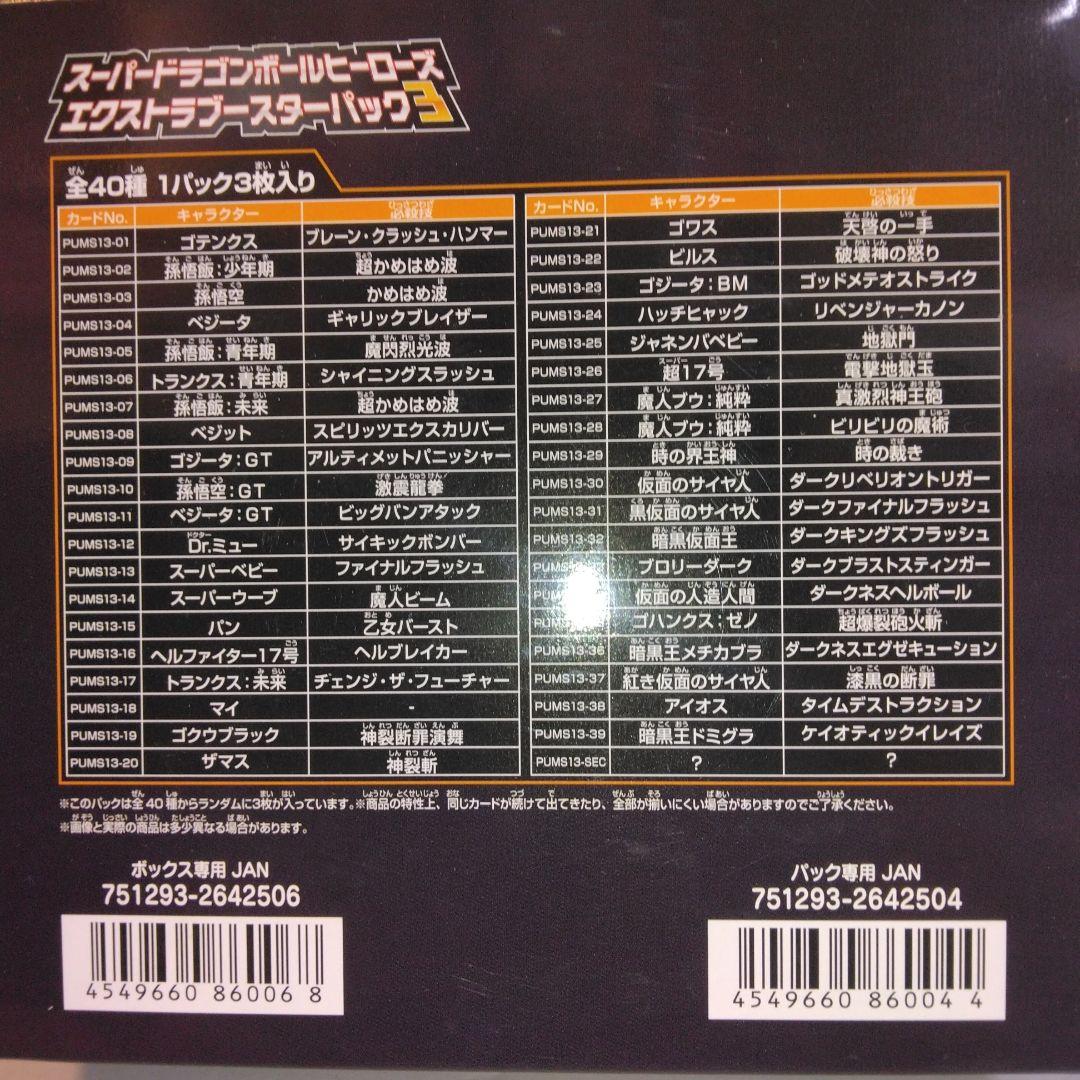 スーパードラゴンボールヒーローズ
エクストラブースターパック3
全40種 1パック3枚入り
カードNo. キャラクター 必殺技
PUMS13-01 ゴテンクス ブレーン・クラッシュ・ハンマー
PUMS13-02 孫悟飯:少年期 超かめはめ波
PUMS13-03 孫悟空 かめはめ波
PUMS13-04 ベジータ ギャリックブレイザー
PUMS13-05 孫悟飯:青年期 魔閃烈光波
PUMS13-06 トランクス:青年期 シャイニングスラッシュ
PUMS13-07 孫悟飯:未来 超かめはめ波
PUMS13-08 ベジット スピリッツエクスカリバー
PUMS13-09 ゴジータ:GT アルティメットパニッシャー
PUMS13-10 孫悟空:GT 激震龍拳
PUMS13-11 ベジータ:GT ビッグバンアタック
PUMS13-12 Dr.ミュー サイキックボンバー
PUMS13-13 スーパーベビー ファイナルフラッシュ
PUMS13-14 スーパーウーブ 魔人ビーム
PUMS13-15 パン 乙女バースト
PUMS13-16 ヘルファイター17号 ヘルブレイカー
PUMS13-17 トランクス:未来 チェンジ・ザ・フューチャー
PUMS13-18 マイ -
PUMS13-19 ゴクウブラック 神裂断罪演舞
PUMS13-20 ザマス 神裂斬
カードNo. キャラクター 必殺技
PUMS13-21 ゴワス 天啓の一手
PUMS13-22 ビルス 破壊神の怒り
PUMS13-23 ゴジータ:BM ゴッドメテオストライク
PUMS13-24 ハッチヒャック リベンジャーカノン
PUMS13-25 ジャネンバベビー 地獄門
PUMS13-26 超17号 電撃地獄玉
PUMS13-27 魔人ブウ:純粋 真激烈神王砲
PUMS13-28 魔人ブウ:純粋 ビリビリの魔術
PUMS13-29 時の界王神 時の裁き
PUMS13-30 仮面のサイヤ人 ダークリベリオントリガー
PUMS13-31 黒仮面のサイヤ人 ダークファイナルフラッシュ
PUMS13-32 暗黒仮面王 ダークキングズフラッシュ
ブロリーダーク ダークブラストスティンガー
仮面の人造人間 ダークネスヘルボール
ゴハンクス:ゼノ 超爆裂砲火斬
PUMS13-36 暗黒王メチカブラ ダークネスエグゼキューション
PUMS13-37 紅き仮面のサイヤ人 漆黒の断罪
PUMS13-38 アイオス タイムデストラクション
PUMS13-39 暗黒王ドミグラ ケイオティックイレイズ
PUMS13-SEC ? ?
※このパックは全40種からランダムに3枚が入っています。※商品の特性上、同じカードが続けて出てきたり、全部が揃いにくい場合がありますのでご了承ください。
※画像と実際の商品は多少異なる場合があります。
ボックス専用 JAN
751293-2642506
4549660 860068
パック専用 JAN
751293-2642504
4549660 860044